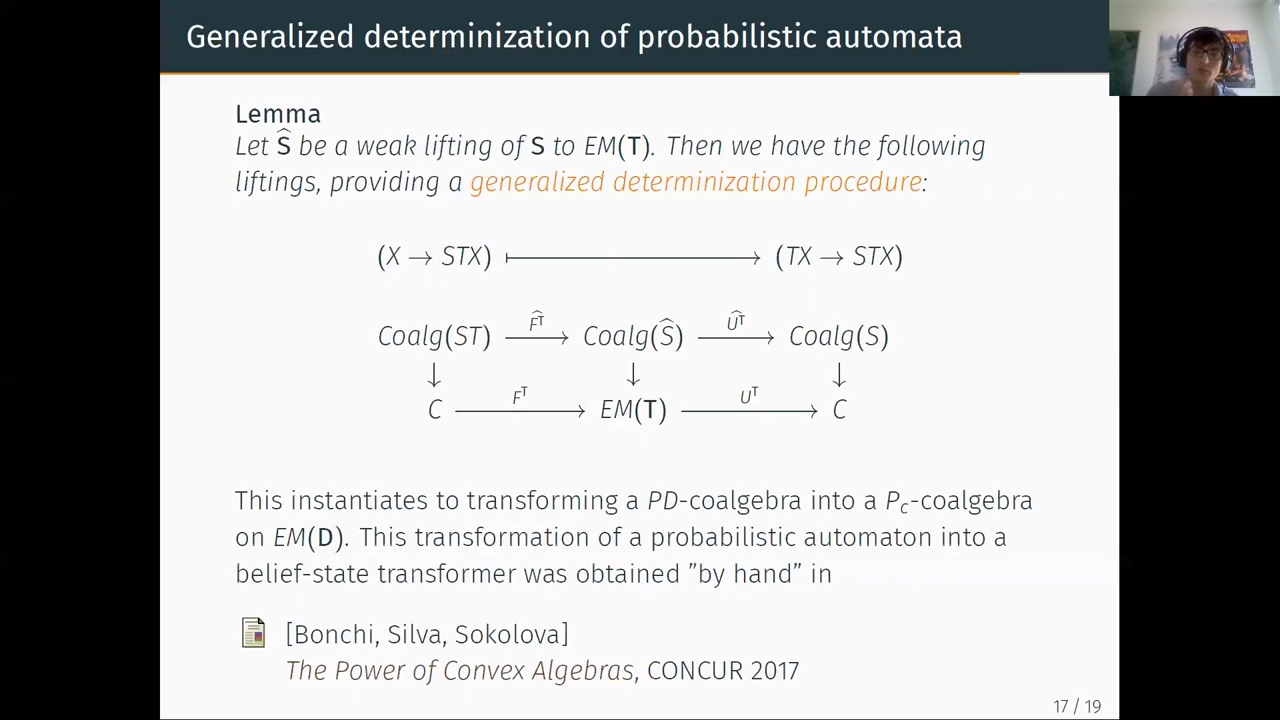 Generalized determinization of probabilistic automata
Lemma
Let Ŝ be a weak lifting of S to EM(T). Then we have the following
liftings, providing a generalized determinization procedure:
(X → STX) ⟼ (TX → STX)
Coalg(ST) → F̂ᵀ Coalg(Ŝ) → Ûᵀ Coalg(S)
↓ ↓ ↓
C → Fᵀ EM(T) → Uᵀ C
This instantiates to transforming a PD-coalgebra into a P_c-coalgebra
on EM(D). This transformation of a probabilistic automaton into a
belief-state transformer was obtained ”by hand” in
[Bonchi, Silva, Sokolova]
The Power of Convex Algebras, CONCUR 2017
17 / 19